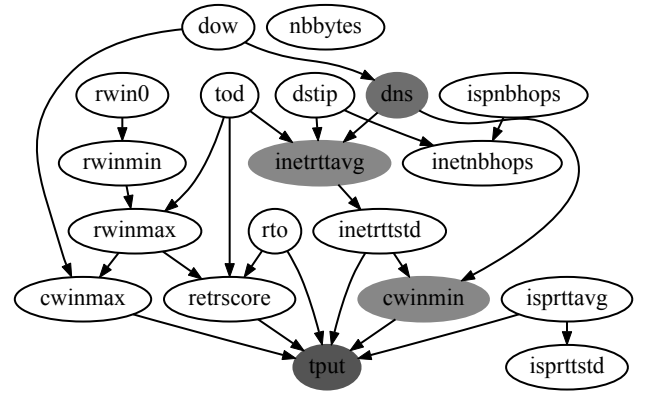 dow
nbbytes
rwin0
tod
dstip
dns
ispnbhops
rwinmin
inetrttavg
inetnbhops
rwinmax
rto
inetrttstd
cwinmax
retrscore
cwinmin
isprttavg
tput
isprttstd